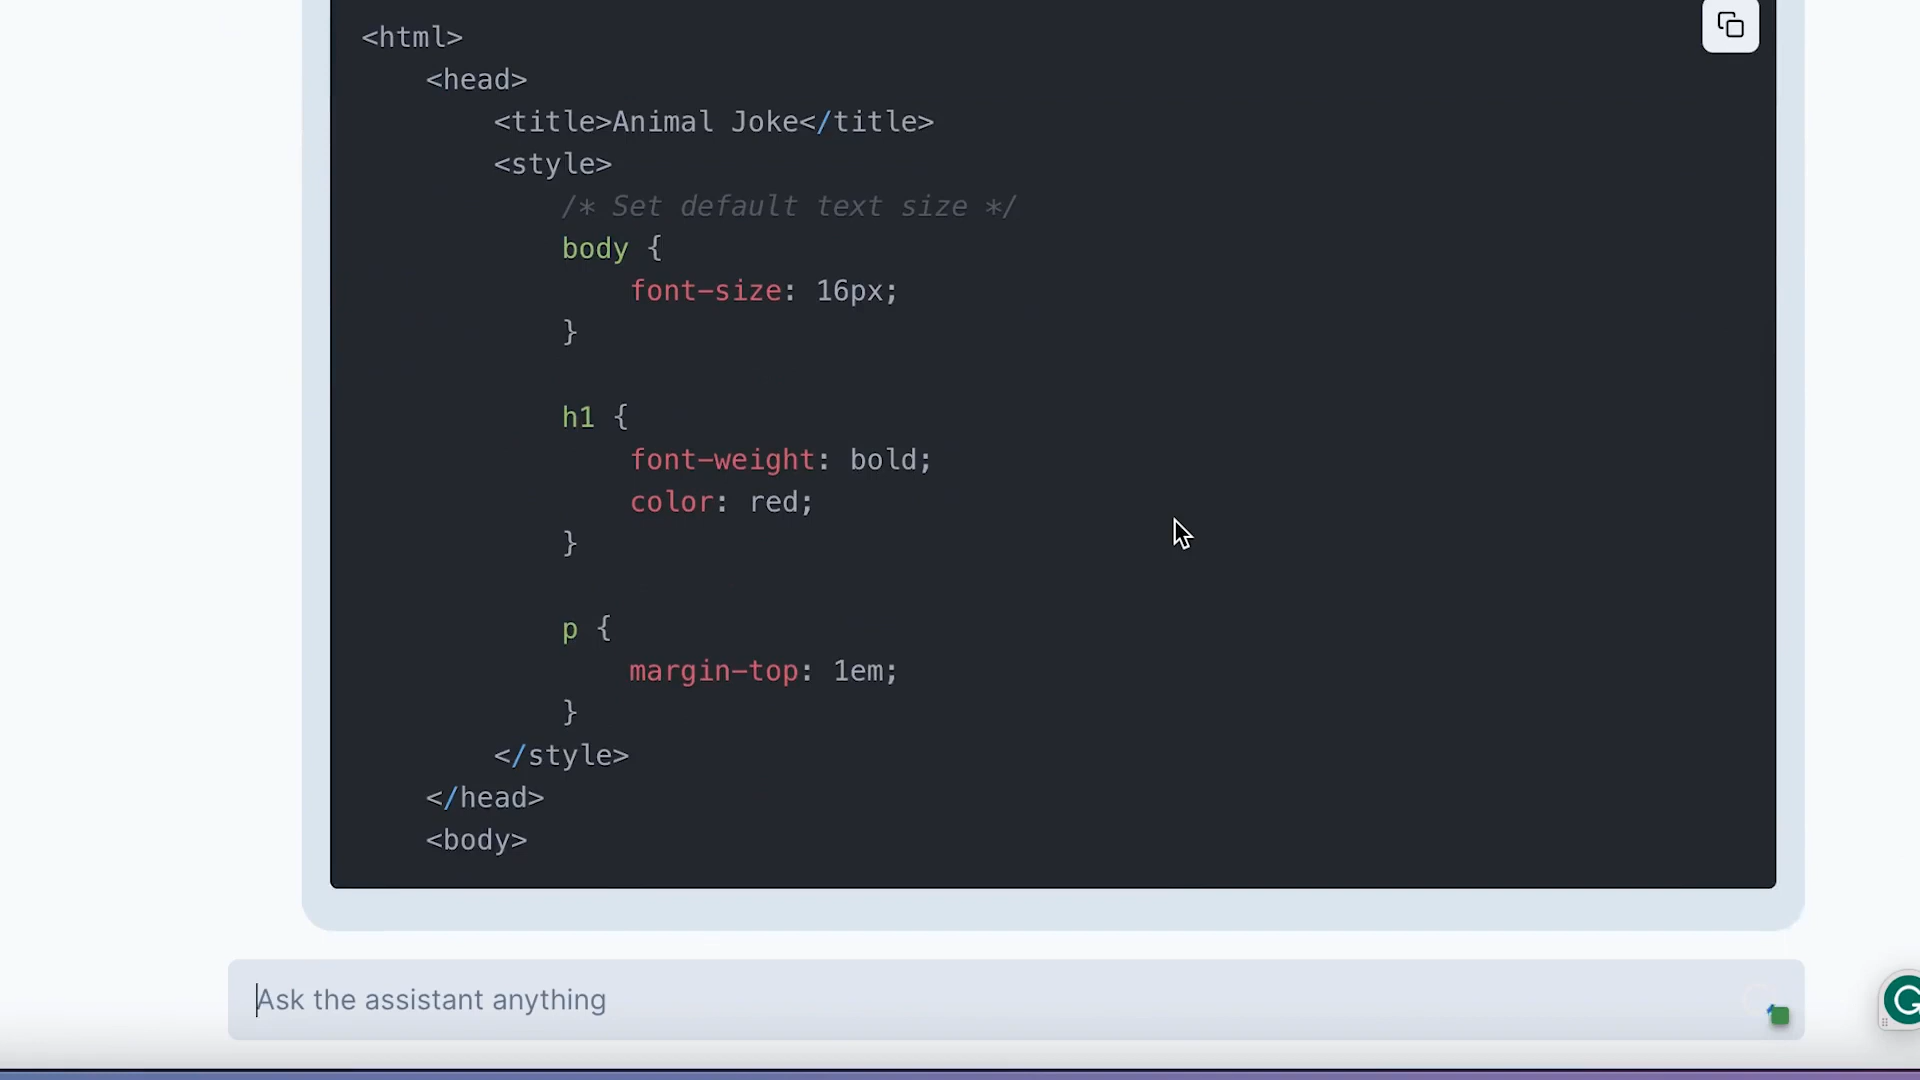 <html>
<head>
<title>Animal Joke</title>
<style>
/* Set default text size */
body {
font-size: 16px;
}
h1 {
font-weight: bold;
color: red;
}
p {
margin-top: 1em;
}
</style>
</head>
<body>
Ask the assistant anything